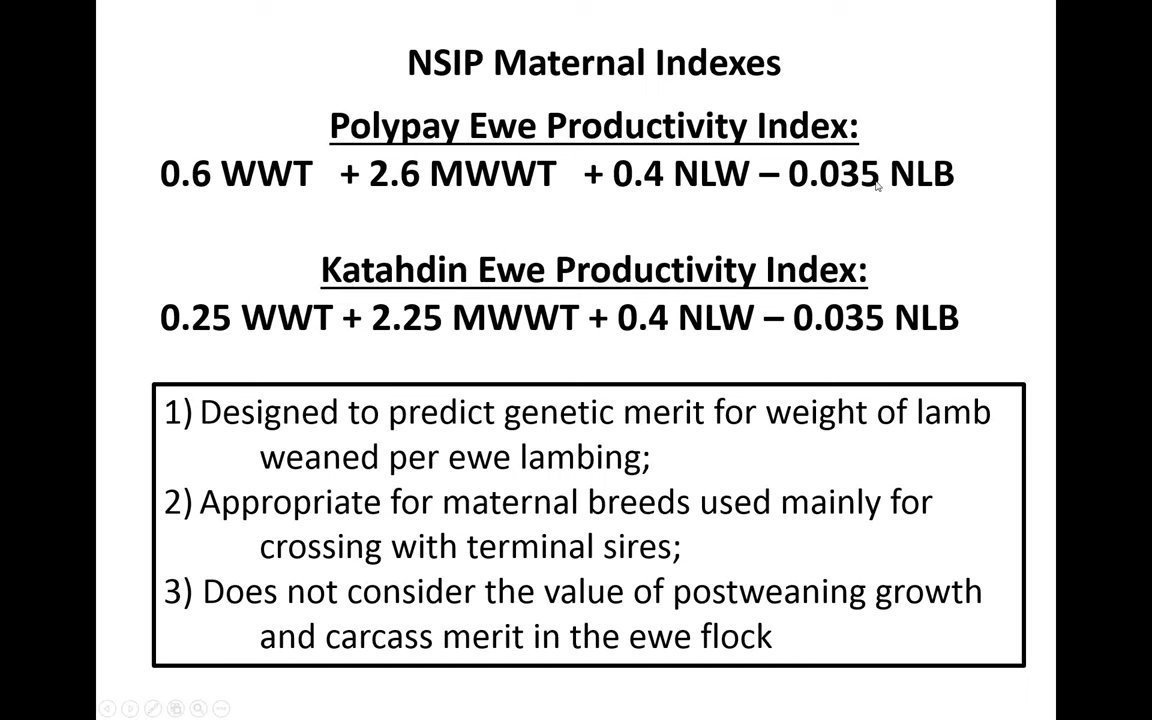 NSIP Maternal Indexes
Polypay Ewe Productivity Index:
0.6 WWT + 2.6 MWWT + 0.4 NLW – 0.035 NLB
Katahdin Ewe Productivity Index:
0.25 WWT + 2.25 MWWT + 0.4 NLW – 0.035 NLB
1) Designed to predict genetic merit for weight of lamb
weaned per ewe lambing;
2) Appropriate for maternal breeds used mainly for
crossing with terminal sires;
3) Does not consider the value of postweaning growth
and carcass merit in the ewe flock